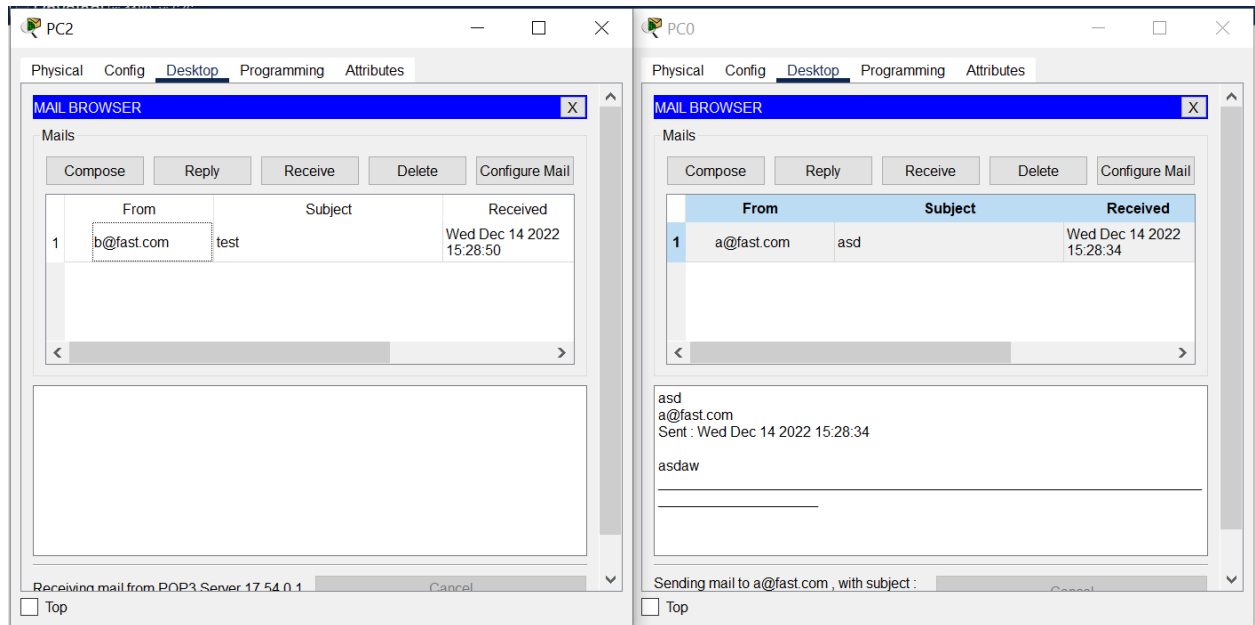 PC2
Physical Config Desktop Programming Attributes
MAIL BROWSER X
Mails
Compose Reply Receive Delete Configure Mail
From Subject Received
1 b@fast.com test Wed Dec 14 2022
15:28:50
Receiving mail from POP3 Server 17.54.0.1
Cancel
Top
PC0
Physical Config Desktop Programming Attributes
MAIL BROWSER X
Mails
Compose Reply Receive Delete Configure Mail
From Subject Received
1 a@fast.com asd Wed Dec 14 2022
15:28:34
asd
a@fast.com
Sent : Wed Dec 14 2022 15:28:34
asdaw
Sending mail to a@fast.com , with subject :
Cancel
Top